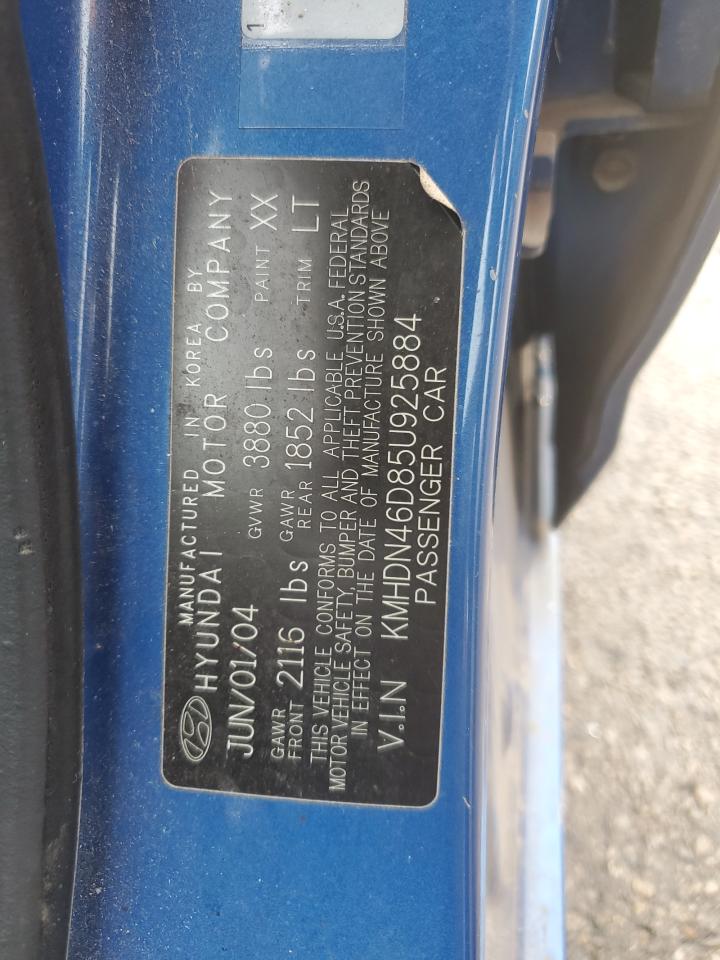 1
MANUFACTURED IN KOREA BY
HYUNDAI MOTOR COMPANY
JUN/01/04 GVWR 3880 lbs PAINT XX
GAWR FRONT 2116 lbs GAWR REAR 1852 lbs TRIM LT
THIS VEHICLE CONFORMS TO ALL APPLICABLE U.S.A. FEDERAL
MOTOR VEHICLE SAFETY, BUMPER AND THEFT PREVENTION STANDARDS
IN EFFECT ON THE DATE OF MANUFACTURE SHOWN ABOVE
V.I.N KMHDN46D85U925884
PASSENGER CAR